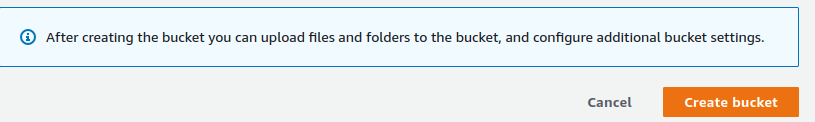 After creating the bucket you can upload files and folders to the bucket, and configure additional bucket settings.
Cancel Create bucket